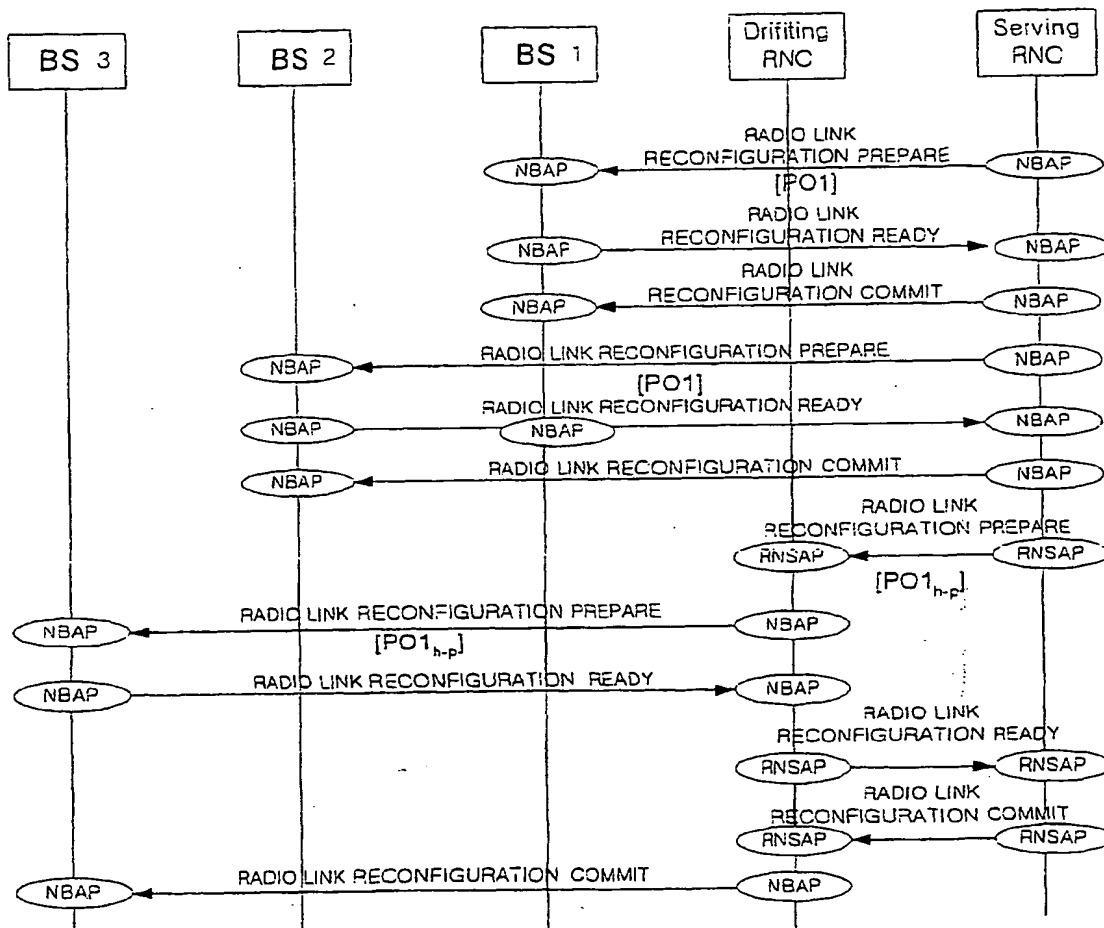 BS 3
BS 2
BS 1
Drifiting
RNC
Serving
RNC
RADIO LINK
RECONFIGURATION PREPARE
NBAP
NBAP
[PO1]
RADIO LINK
RECONFIGURATION READY
NBAP
NBAP
RADIO LINK
RECONFIGURATION COMMIT
NBAP
NBAP
RADIO LINK RECONFIGURATION PREPARE
NBAP
NBAP
[PO1]
RADIO LINK RECONFIGURATION READY
NBAP
NBAP
NBAP
RADIO LINK RECONFIGURATION COMMIT
NBAP
NBAP
RADIO LINK
RECONFIGURATION PREPARE
RNSAP
RNSAP
[PO1h-p]
RADIO LINK RECONFIGURATION PREPARE
NBAP
NBAP
[PO1h-p]
RADIO LINK RECONFIGURATION READY
NBAP
NBAP
RADIO LINK
RECONFIGURATION READY
RNSAP
RNSAP
RADIO LINK
RECONFIGURATION COMMIT
RNSAP
RNSAP
RADIO LINK RECONFIGURATION COMMIT
NBAP
NBAP